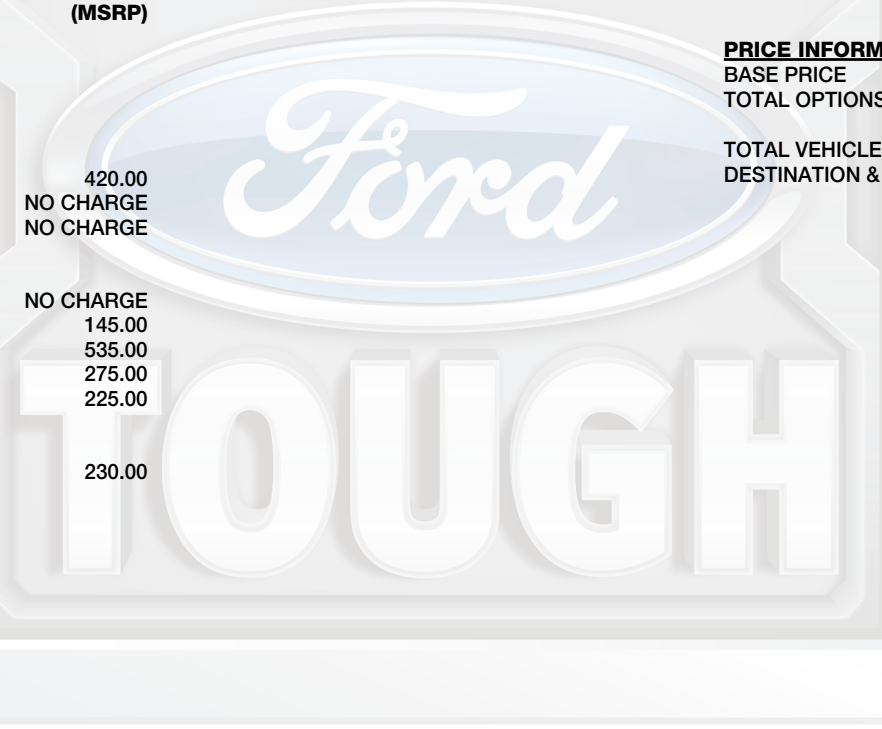 (MSRP)
420.00
NO CHARGE
NO CHARGE
NO CHARGE
145.00
535.00
275.00
225.00
230.00
PRICE INFORM
BASE PRICE
TOTAL OPTIONS
TOTAL VEHICLE
DESTINATION &
Ford
TOUGH